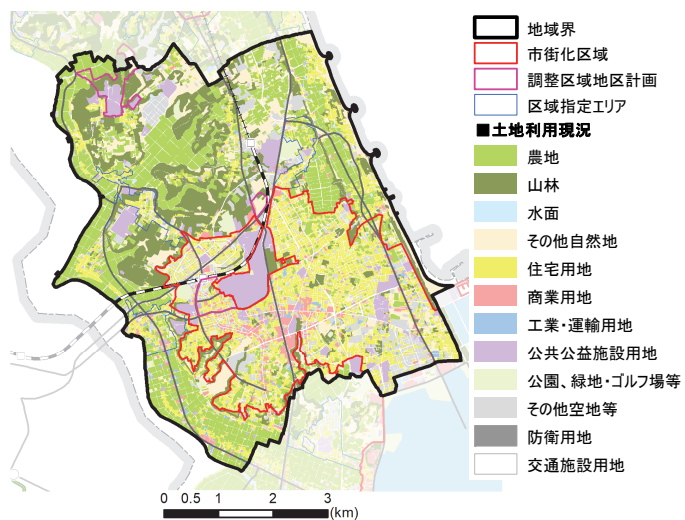 地域界
市街化区域
調整区域地区計画
区域指定エリア
■土地利用現況
農地
山林
水面
その他自然地
住宅用地
商業用地
工業・運輸用地
公共公益施設用地
公園、緑地・ゴルフ場等
その他空地等
防衛用地
交通施設用地
0 0.5 1 2 3
(km)